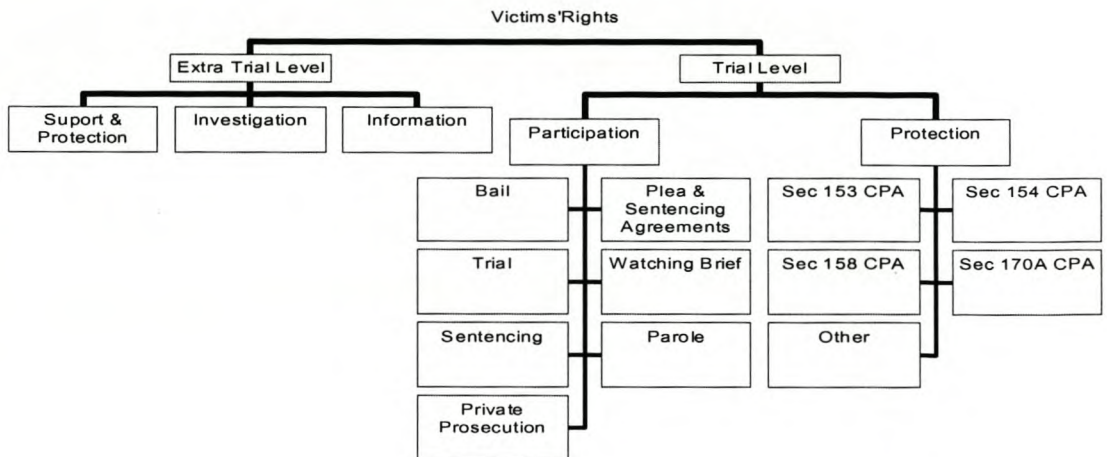 Victims'Rights
Extra Trial Level
Trial Level
Suport &
Protection
Investigation
Information
Participation
Protection
Bail
Plea &
Sentencing
Agreements
Sec 153 CPA
Sec 154 CPA
Trial
Watching Brief
Sec 158 CPA
Sec 170A CPA
Sentencing
Parole
Other
Private
Prosecution